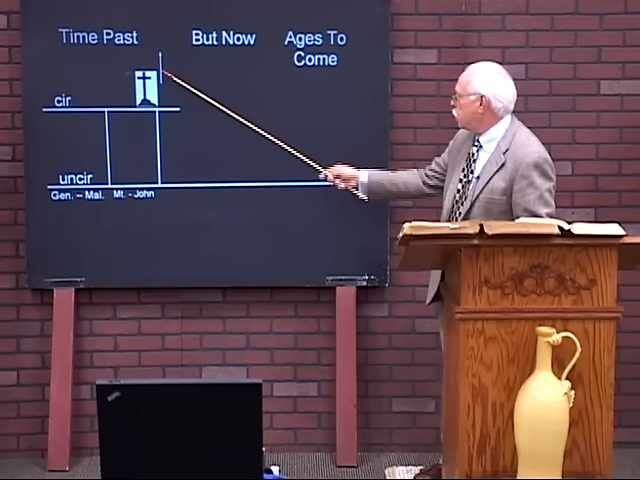 Time Past
But Now
Ages To
Come
cir
uncir
Gen. - Mal.
Mt. - John